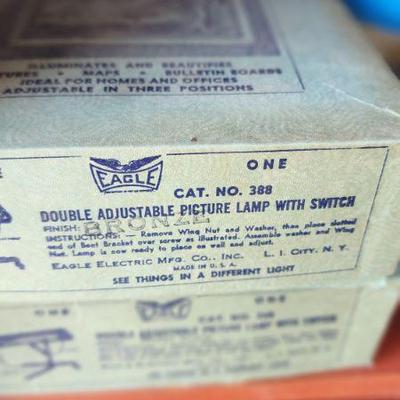 ILLUMINATES AND BEAUTIFIES
TURES • MAPS • BULLETIN BOARDS
IDEAL FOR HOMES AND OFFICES
ADJUSTABLE IN THREE POSITIONS
EAGLE
ONE
CAT. NO. 388
DOUBLE ADJUSTABLE PICTURE LAMP WITH SWITCH
FINISH: BRONZE
INSTRUCTIONS: — Remove Wing Nut and Washer, than place slotted
end of Boat Bracket over screw as illustrated. Assemble washer and Wing
Nut. Lamp is now ready to place on wall and adjust.
EAGLE ELECTRIC MFG. CO., INC. L. I. CITY, N. Y.
MADE IN U. S. A.
SEE THINGS IN A DIFFERENT LIGHT
EAGLE
ONE
CAT. NO. 388
DOUBLE ADJUSTABLE PICTURE LAMP WITH SWITCH